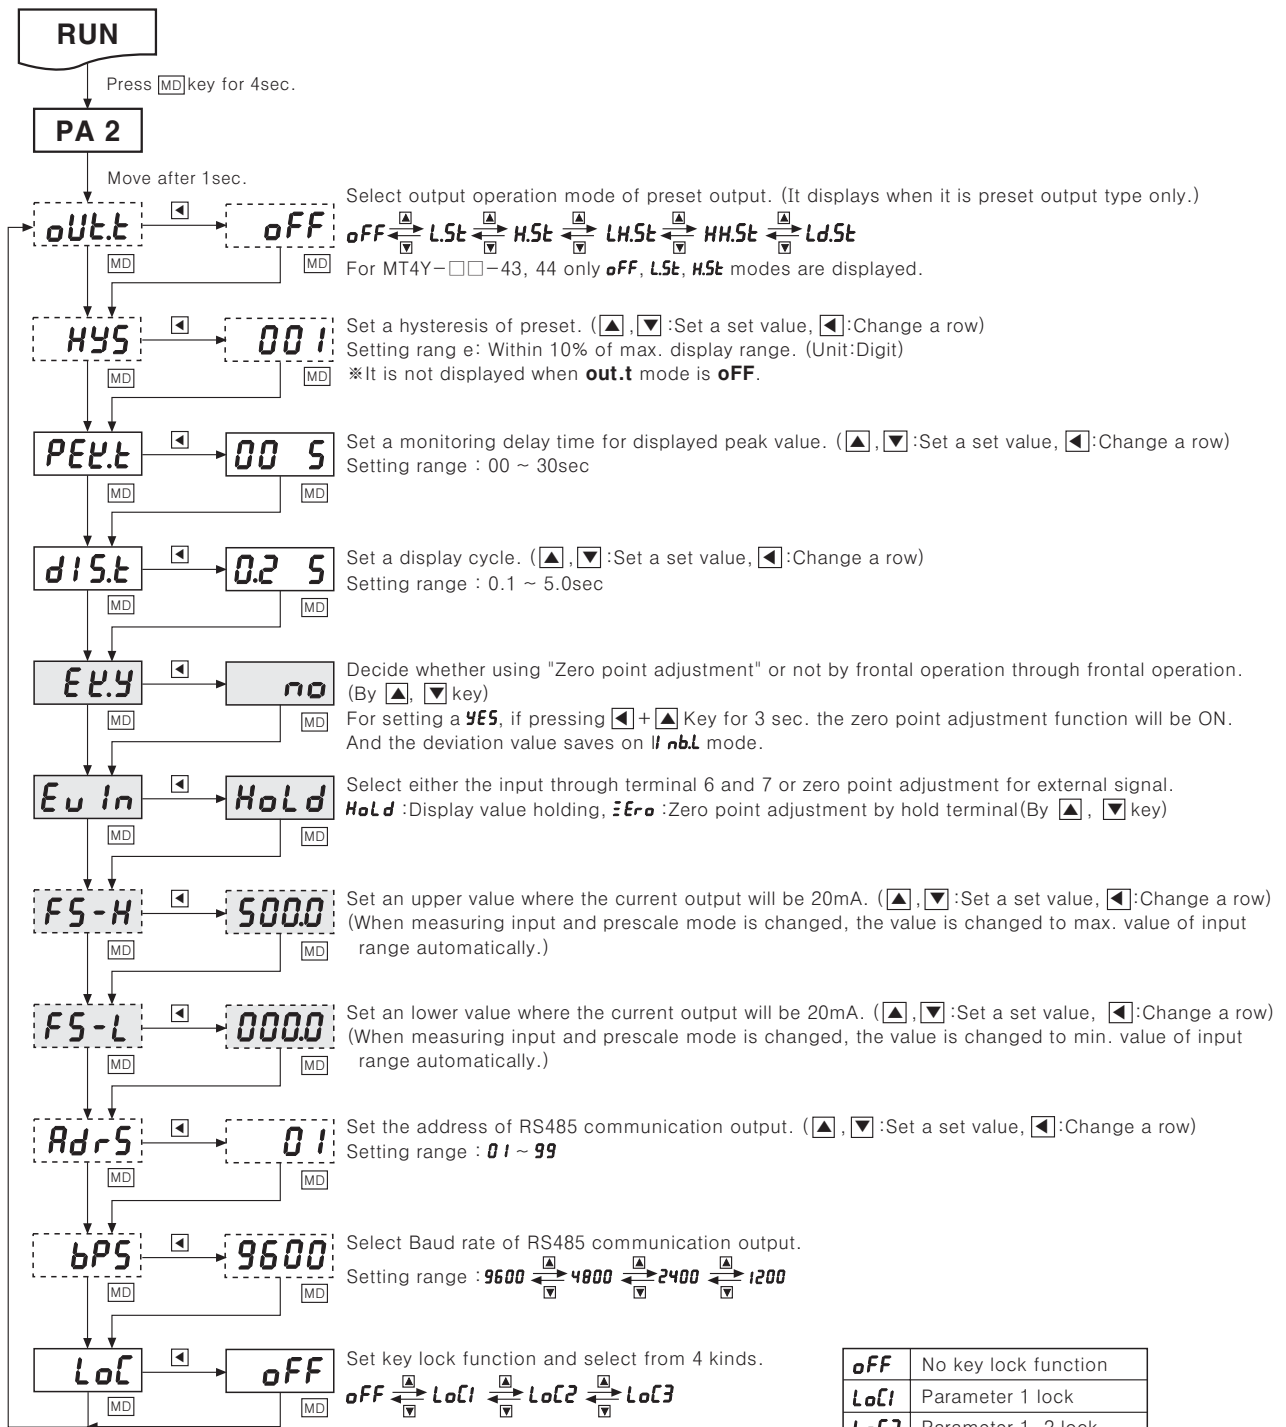 RUN
Press MD key for 4sec.
PA 2
Move after 1sec.
oUt.t ◀ oFF
MD MD
Select output operation mode of preset output. (It displays when it is preset output type only.)
oFF ▲▼ L.St ▲▼ H.St ▲▼ LH.St ▲▼ HH.St ▲▼ Ld.St
For MT4Y-□□-43, 44 only oFF, L.St, H.St modes are displayed.
HYS ◀ 001
MD MD
Set a hysteresis of preset. (▲,▼:Set a set value, ◀:Change a row)
Setting rang e: Within 10% of max. display range. (Unit:Digit)
※It is not displayed when out.t mode is oFF.
PEK.t ◀ 00 S
MD MD
Set a monitoring delay time for displayed peak value. (▲,▼:Set a set value, ◀:Change a row)
Setting range : 00 ~ 30sec
dIS.t ◀ 0.2 S
MD MD
Set a display cycle. (▲,▼:Set a set value, ◀:Change a row)
Setting range : 0.1 ~ 5.0sec
EK.Y ◀ no
MD MD
Decide whether using "Zero point adjustment" or not by frontal operation through frontal operation.
(By ▲, ▼ key)
For setting a YES, if pressing ◀+▲ Key for 3 sec. the zero point adjustment function will be ON.
And the deviation value saves on Inb.L mode.
Ev In ◀ HoLd
MD MD
Select either the input through terminal 6 and 7 or zero point adjustment for external signal.
HoLd :Display value holding, ZEro :Zero point adjustment by hold terminal(By ▲, ▼ key)
FS-H ◀ 500.0
MD MD
Set an upper value where the current output will be 20mA. (▲,▼:Set a set value, ◀:Change a row)
(When measuring input and prescale mode is changed, the value is changed to max. value of input
range automatically.)
FS-L ◀ 000.0
MD MD
Set an lower value where the current output will be 20mA. (▲,▼:Set a set value, ◀:Change a row)
(When measuring input and prescale mode is changed, the value is changed to min. value of input
range automatically.)
AdrS ◀ 01
MD MD
Set the address of RS485 communication output. (▲,▼:Set a set value, ◀:Change a row)
Setting range : 01 ~ 99
bPS ◀ 9600
MD MD
Select Baud rate of RS485 communication output.
Setting range : 9600 ▲▼ 4800 ▲▼ 2400 ▲▼ 1200
LoC ◀ oFF
MD MD
Set key lock function and select from 4 kinds.
oFF ▲▼ LoC1 ▲▼ LoC2 ▲▼ LoC3
oFF No key lock function
LoC1 Parameter 1 lock
LoC2 Parameter 1, 2 lock